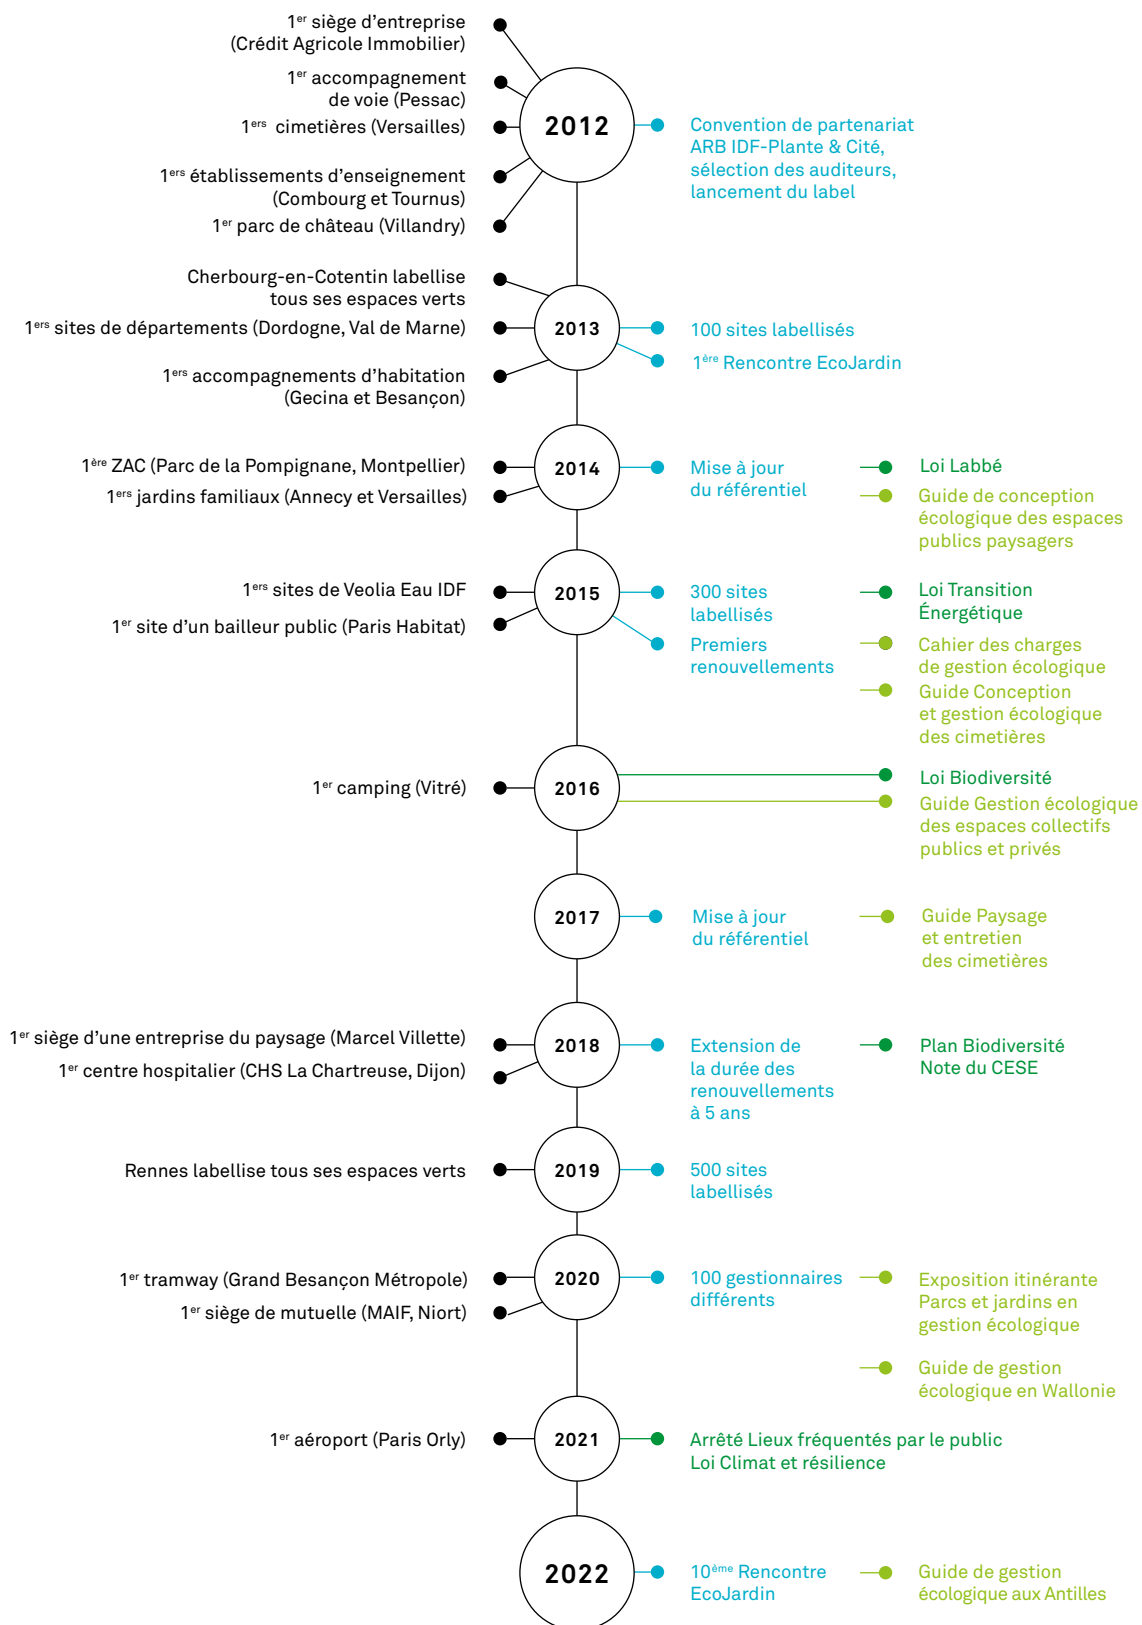 1er siège d’entreprise
(Crédit Agricole Immobilier)
1er accompagnement
de voie (Pessac)
1ers cimetières (Versailles)
1ers établissements d’enseignement
(Combourg et Tournus)
1er parc de château (Villandry)
2012
Convention de partenariat
ARB IDF-Plante & Cité,
sélection des auditeurs,
lancement du label
Cherbourg-en-Cotentin labellise
tous ses espaces verts
1ers sites de départements (Dordogne, Val de Marne)
1ers accompagnements d’habitation
(Gecina et Besançon)
2013
100 sites labellisés
1ère Rencontre EcoJardin
1ère ZAC (Parc de la Pompignane, Montpellier)
1ers jardins familiaux (Annecy et Versailles)
2014
Mise à jour
du référentiel
Loi Labbé
Guide de conception
écologique des espaces
publics paysagers
1ers sites de Veolia Eau IDF
1er site d’un bailleur public (Paris Habitat)
2015
300 sites
labellisés
Premiers
renouvellements
Loi Transition
Énergétique
Cahier des charges
de gestion écologique
Guide Conception
et gestion écologique
des cimetières
1er camping (Vitré)
2016
Loi Biodiversité
Guide Gestion écologique
des espaces collectifs
publics et privés
2017
Mise à jour
du référentiel
Guide Paysage
et entretien
des cimetières
1er siège d’une entreprise du paysage (Marcel Villette)
1er centre hospitalier (CHS La Chartreuse, Dijon)
2018
Extension de
la durée des
renouvellements
à 5 ans
Plan Biodiversité
Note du CESE
Rennes labellise tous ses espaces verts
2019
500 sites
labellisés
1er tramway (Grand Besançon Métropole)
1er siège de mutuelle (MAIF, Niort)
2020
100 gestionnaires
différents
Exposition itinérante
Parcs et jardins en
gestion écologique
Guide de gestion
écologique en Wallonie
1er aéroport (Paris Orly)
2021
Arrêté Lieux fréquentés par le public
Loi Climat et résilience
2022
10ème Rencontre
EcoJardin
Guide de gestion
écologique aux Antilles